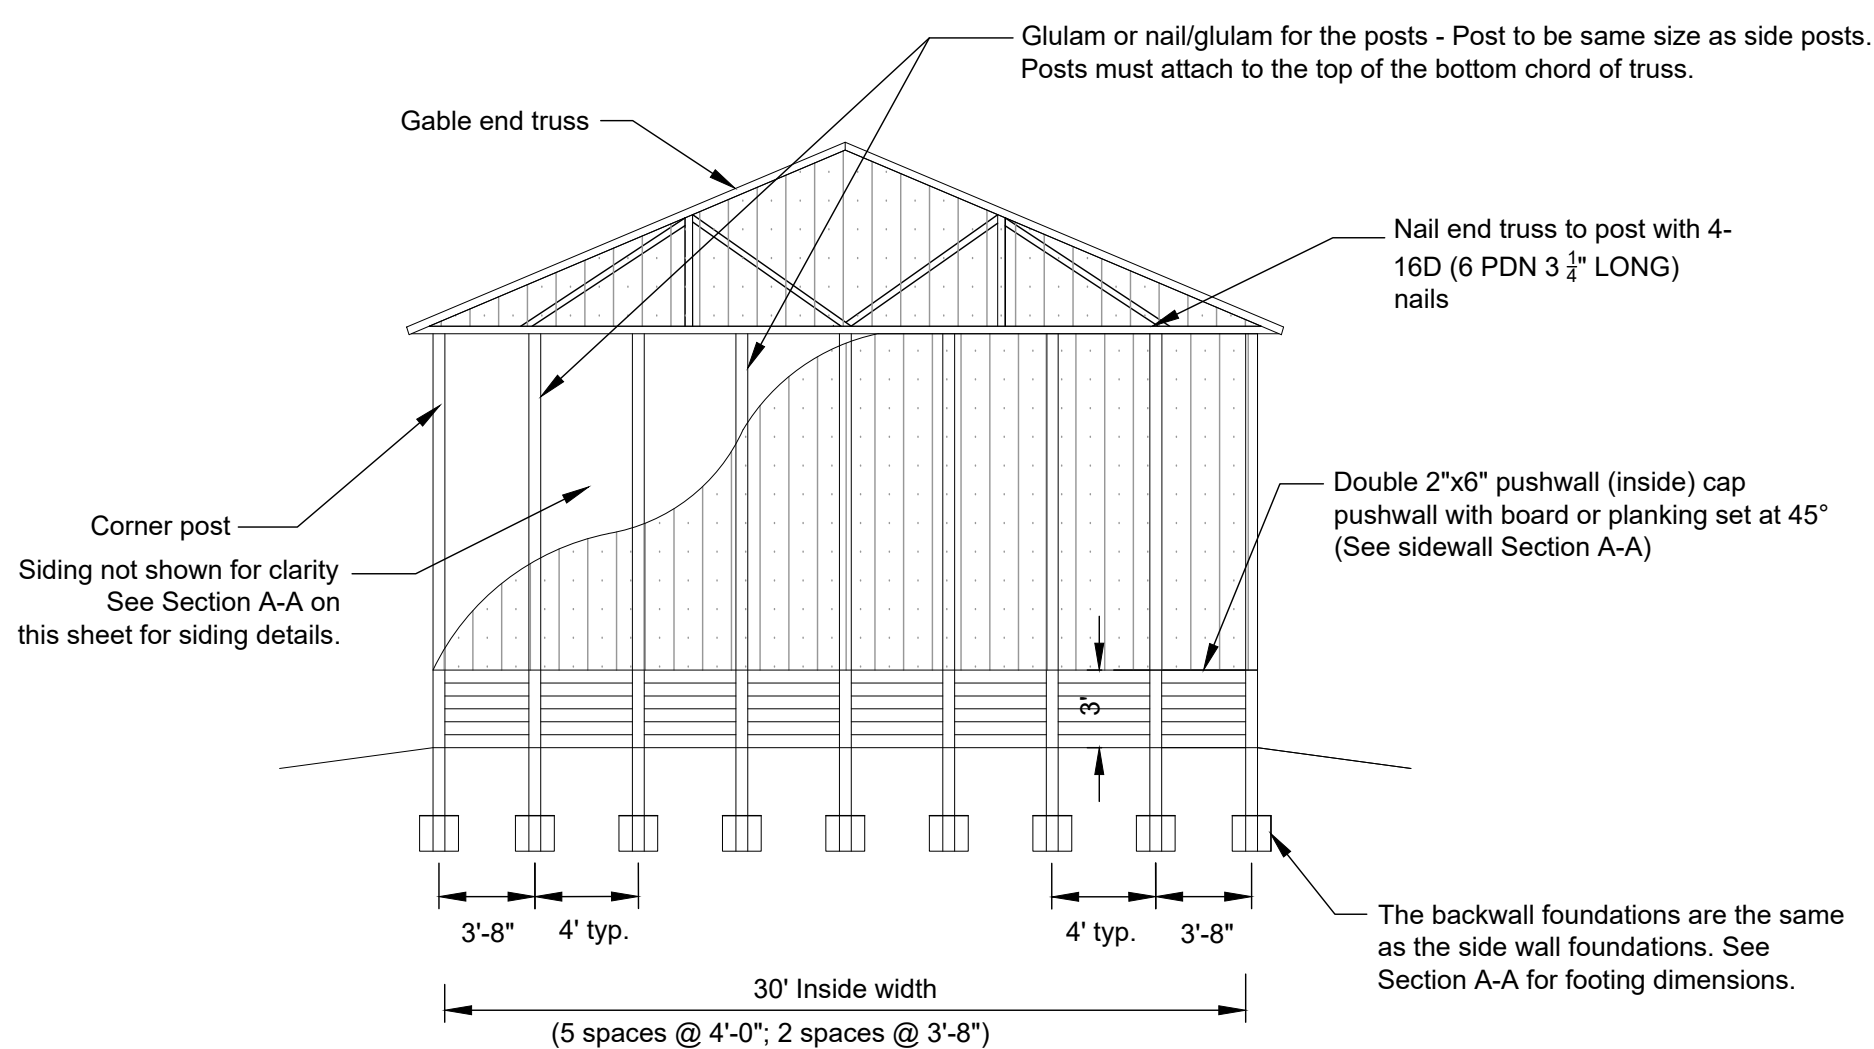 Glulam or nail/glulam for the posts - Post to be same size as side posts.
Posts must attach to the top of the bottom chord of truss.
Gable end truss
Nail end truss to post with 4-
16D (6 PDN 3 1/4" LONG)
nails
Double 2"x6" pushwall (inside) cap
pushwall with board or planking set at 45°
(See sidewall Section A-A)
Corner post
Siding not shown for clarity
See Section A-A on
this sheet for siding details.
3'
3'-8"
4' typ.
4' typ.
3'-8"
The backwall foundations are the same
as the side wall foundations. See
Section A-A for footing dimensions.
30' Inside width
(5 spaces @ 4'-0"; 2 spaces @ 3'-8")